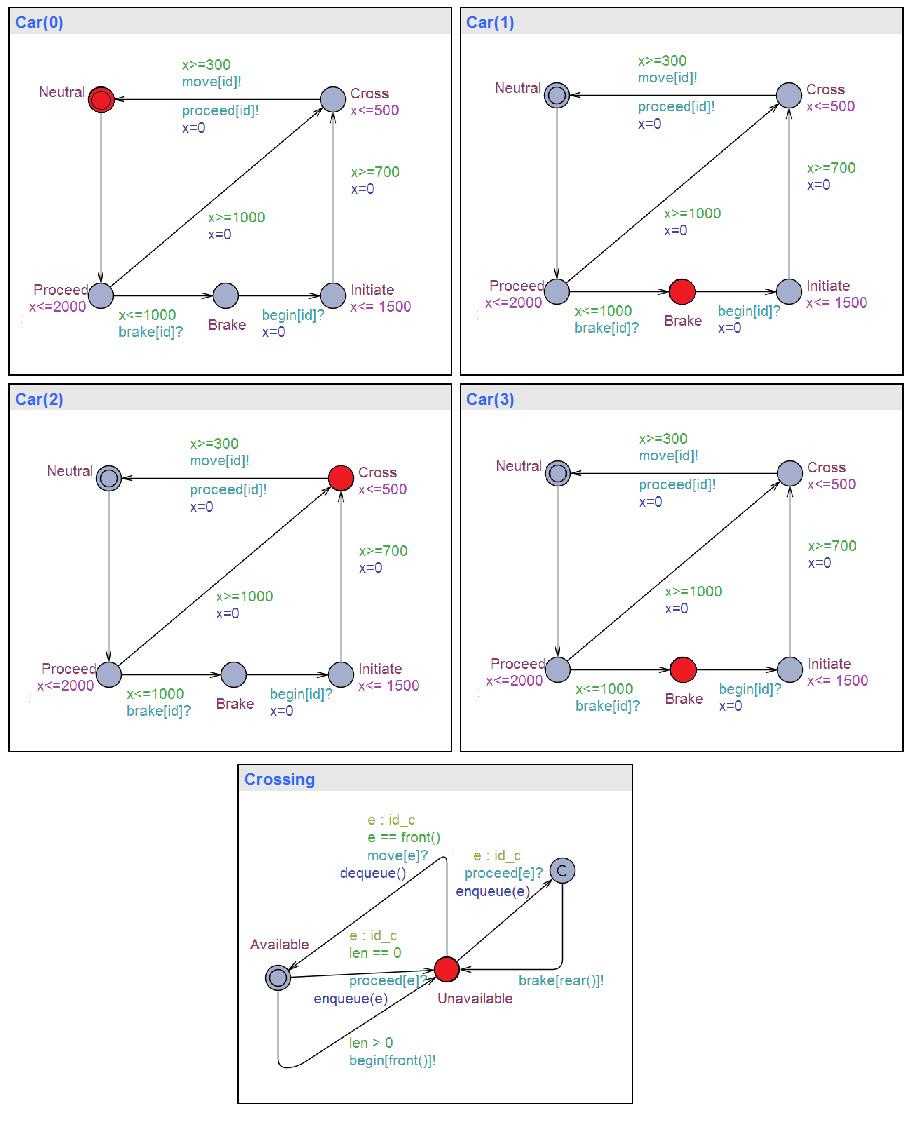 Car(0)
x>=300
move[id]!
Neutral
Cross
x<=500
proceed[id]!
x=0
x>=700
x=0
x>=1000
x=0
Proceed
x<=2000
Initiate
x<= 1500
x<=1000
brake[id]?
Brake
begin[id]?
x=0
Car(1)
x>=300
move[id]!
Neutral
Cross
x<=500
proceed[id]!
x=0
x>=700
x=0
x>=1000
x=0
Proceed
x<=2000
Initiate
x<= 1500
x<=1000
brake[id]?
Brake
begin[id]?
x=0
Car(2)
x>=300
move[id]!
Neutral
Cross
x<=500
proceed[id]!
x=0
x>=700
x=0
x>=1000
x=0
Proceed
x<=2000
Initiate
x<= 1500
x<=1000
brake[id]?
Brake
begin[id]?
x=0
Car(3)
x>=300
move[id]!
Neutral
Cross
x<=500
proceed[id]!
x=0
x>=700
x=0
x>=1000
x=0
Proceed
x<=2000
Initiate
x<= 1500
x<=1000
brake[id]?
Brake
begin[id]?
x=0
Crossing
e : id_c
e == front()
move[e]?
dequeue()
e : id_c
proceed[e]?
enqueue(e)
C
Available
e : id_c
len == 0
proceed[e]?
enqueue(e)
brake[rear()]!
Unavailable
len > 0
begin[front()]!